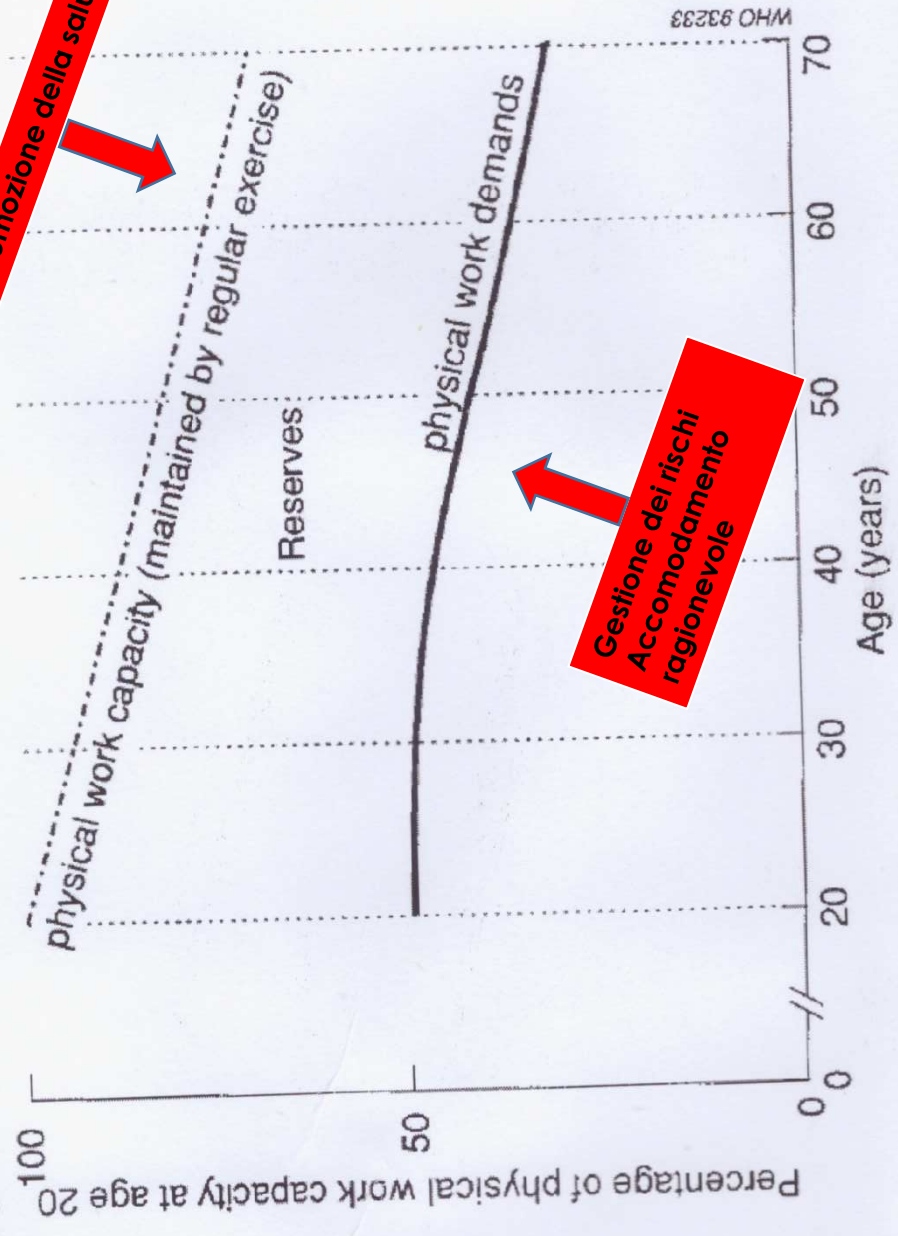 omozione della salu
WHO 93233
physical work capacity (maintained by regular exercise)
Reserves
physical work demands
Gestione dei rischi
Accomodamento
ragionevole
Percentage of physical work capacity at age 20
100
50
0
0
20
30
40
50
60
70
Age (years)